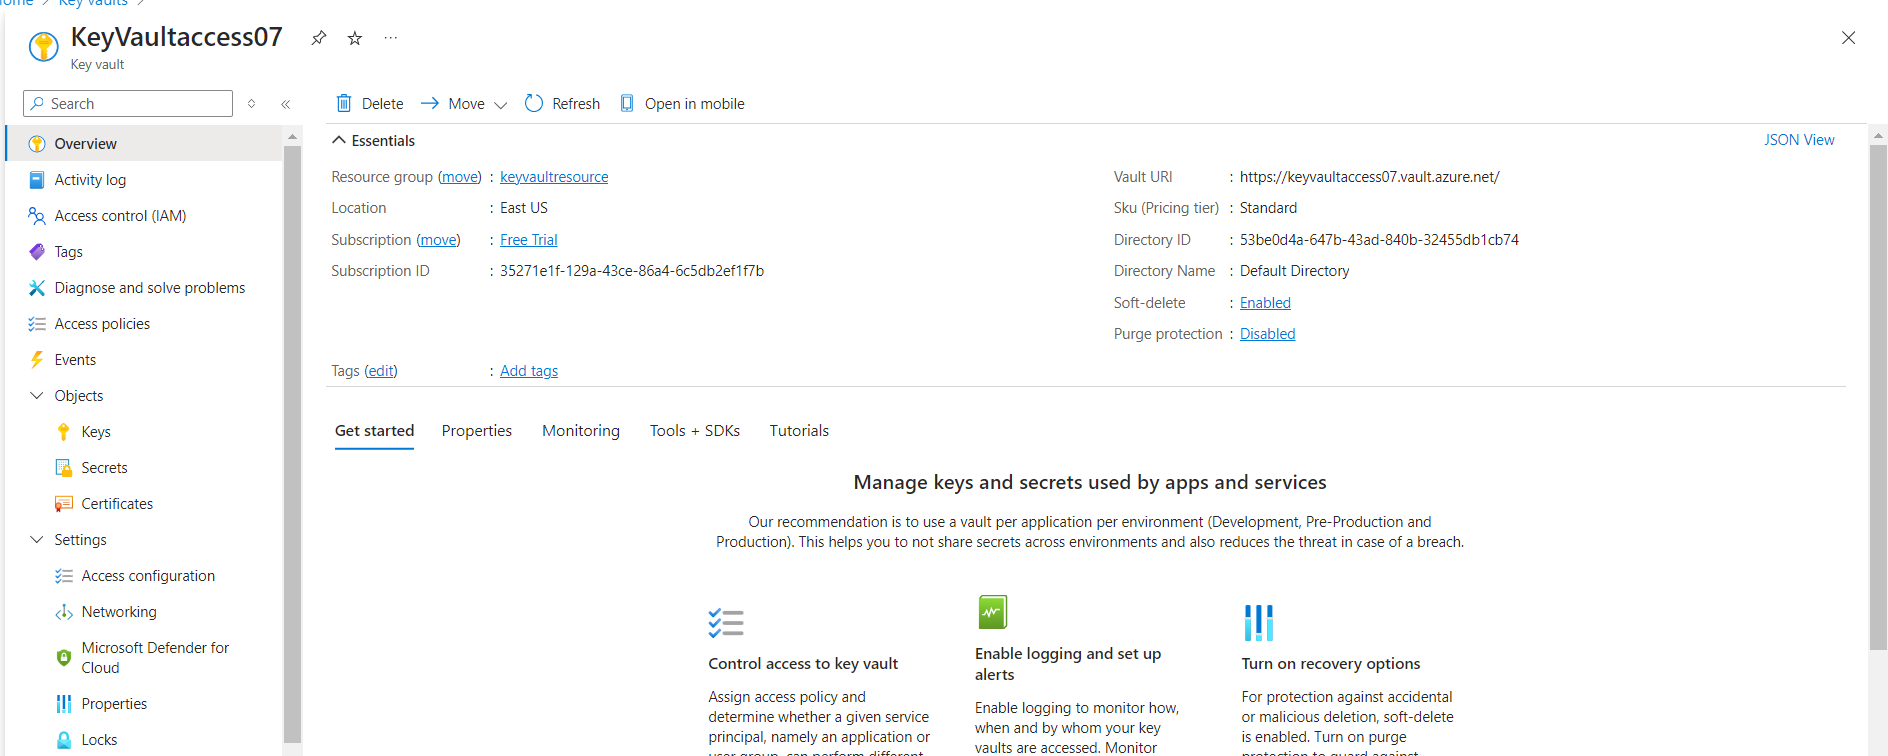 Home > Key vaults >
KeyVaultaccess07
Key vault
Search
Overview
Activity log
Access control (IAM)
Tags
Diagnose and solve problems
Access policies
Events
Objects
Keys
Secrets
Certificates
Settings
Access configuration
Networking
Microsoft Defender for
Cloud
Properties
Locks
Delete Move Refresh Open in mobile
Essentials
JSON View
Resource group (move) : keyvaultresource
Location : East US
Subscription (move) : Free Trial
Subscription ID : 35271e1f-129a-43ce-86a4-6c5db2ef1f7b
Vault URI : https://keyvaultaccess07.vault.azure.net/
Sku (Pricing tier) : Standard
Directory ID : 53be0d4a-647b-43ad-840b-32455db1cb74
Directory Name : Default Directory
Soft-delete : Enabled
Purge protection : Disabled
Tags (edit) : Add tags
Get started Properties Monitoring Tools + SDKs Tutorials
Manage keys and secrets used by apps and services
Our recommendation is to use a vault per application per environment (Development, Pre-Production and
Production). This helps you to not share secrets across environments and also reduces the threat in case of a breach.
Control access to key vault
Assign access policy and
determine whether a given service
principal, namely an application or
user group, can perform different
Enable logging and set up
alerts
Enable logging to monitor how,
when and by whom your key
vaults are accessed. Monitor
Turn on recovery options
For protection against accidental
or malicious deletion, soft-delete
is enabled. Turn on purge
protection to guard against